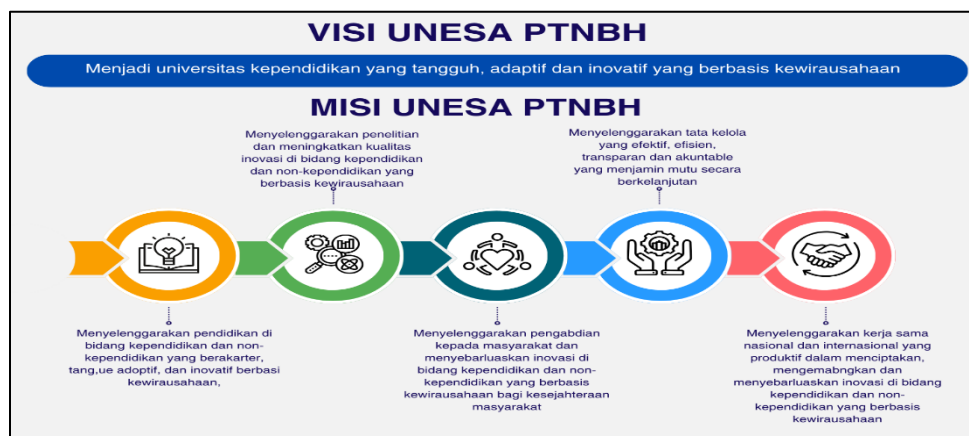 VISI UNESA PTNBH
Menjadi universitas kependidikan yang tangguh, adaptif dan inovatif yang berbasis kewirausahaan
MISI UNESA PTNBH
Menyelenggarakan penelitian
dan meningkatkan kualitas
inovasi di bidang kependidikan
dan non-kependidikan yang
berbasis kewirausahaan
Menyelenggarakan tata kelola
yang efektif, efisien,
transparan dan akuntable
yang menjamin mutu secara
berkelanjutan
Menyelenggarakan pendidikan di
bidang kependidikan dan non-
kependidikan yang berakarter,
tang,ue adoptif, dan inovatif berbasi
kewirausahaan,
Menyelenggarakan pengabdian
kepada masyarakat dan
menyebarluaskan inovasi di
bidang kependidikan dan non-
kependidikan yang berbasis
kewirausahaan bagi kesejahteraan
masyarakat
Menyelenggarakan kerja sama
nasional dan internasional yang
produktif dalam menciptakan,
mengemabngkan dan
menyebarluaskan inovasi di bidang
kependidikan dan non-
kependidikan yang berbasis
kewirausahaan